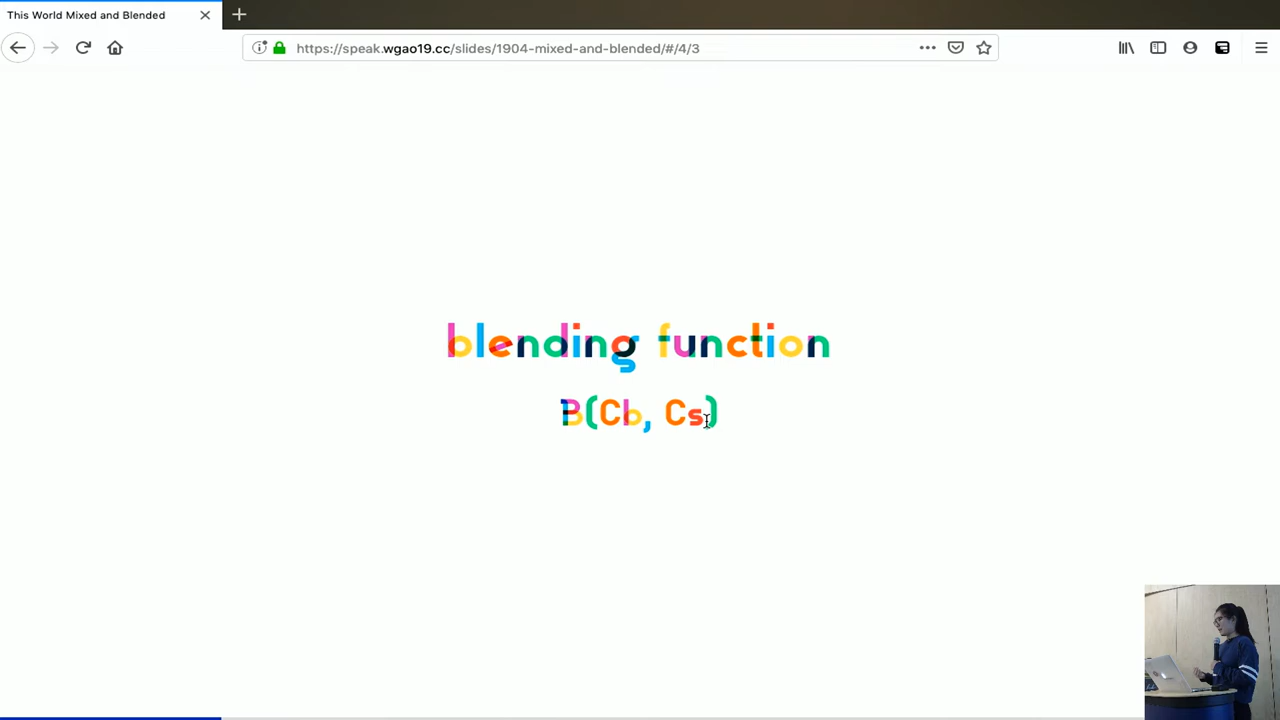 This World Mixed and Blended
https://speak.wgao19.cc/slides/1904-mixed-and-blended/#/4/3
blending function
B(Cb, Cs)